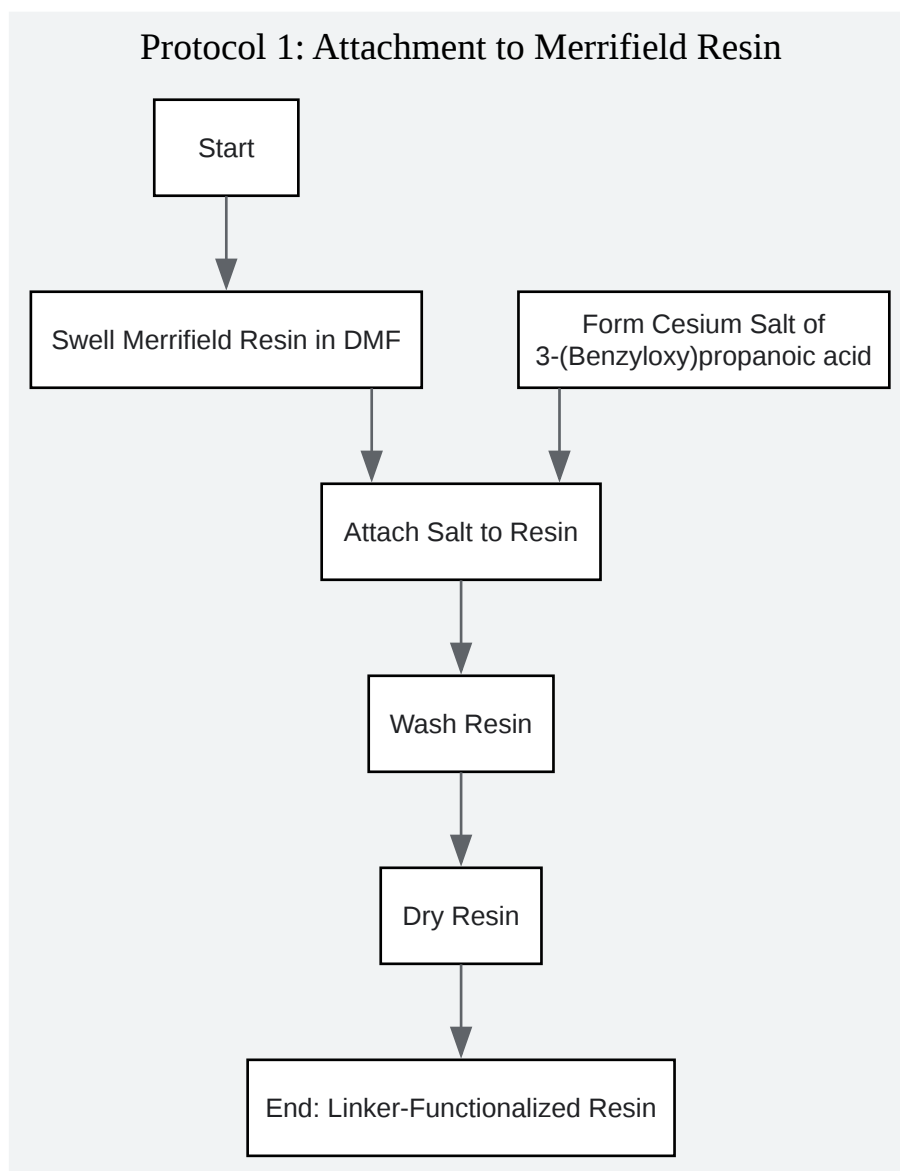 Protocol 1: Attachment to Merrifield Resin
Start
Swell Merrifield Resin in DMF
Form Cesium Salt of
3-(Benzyloxy)propanoic acid
Attach Salt to Resin
Wash Resin
Dry Resin
End: Linker-Functionalized Resin